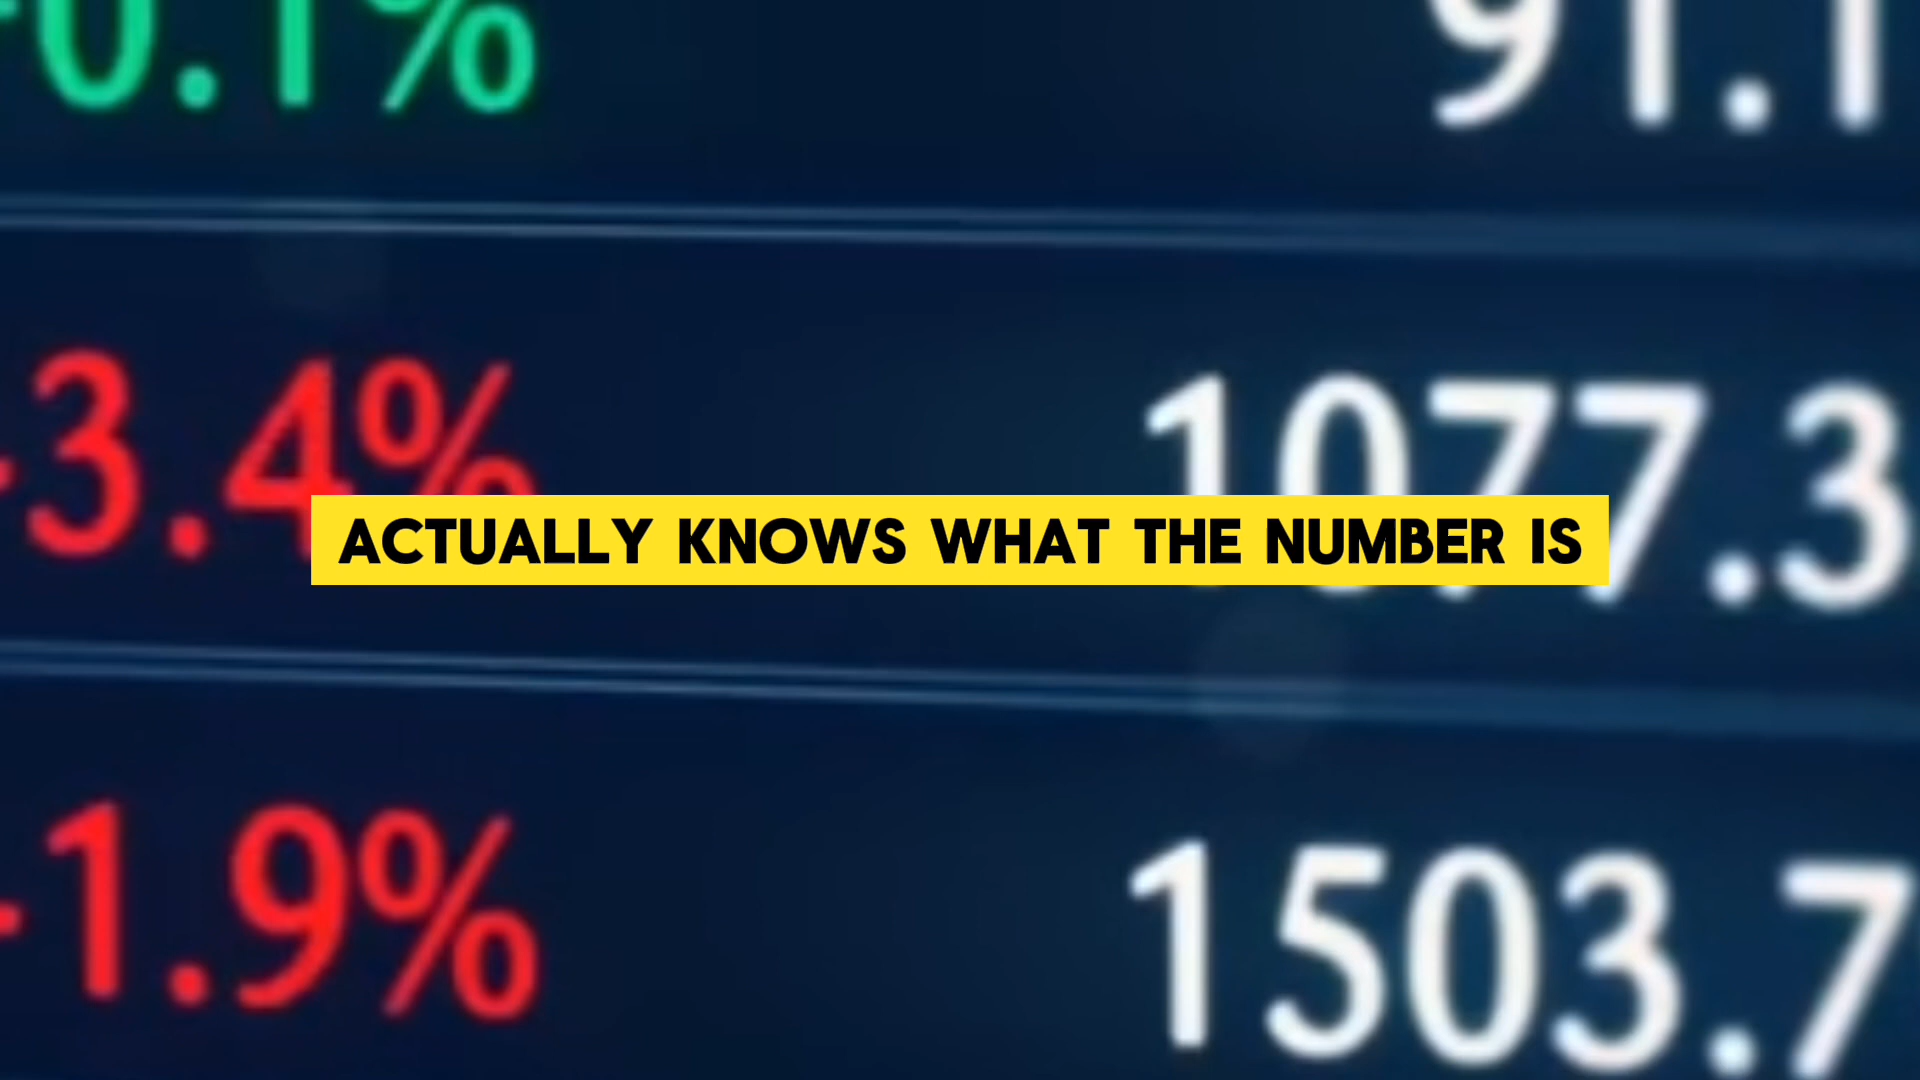 +0.1% 91.1
-3.4% 1077.3
ACTUALLY KNOWS WHAT THE NUMBER IS
-1.9% 1503.7